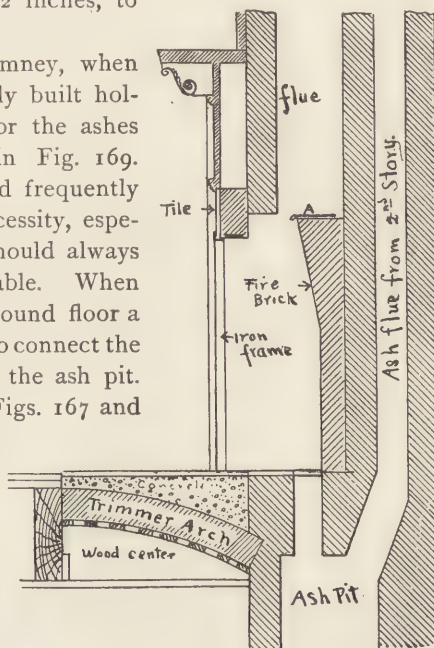 2 inches, to
mney, when
ly built hol-
or the ashes
in Fig. 169.
d frequently
cessity, espe-
hould always
able. When
ound floor a
o connect the
the ash pit.
Figs. 167 and
flue
Tile
A
Fire
Brick
Iron
frame
Ash flue from 2nd Story.
Concrete
Trimmer Arch
Wood center
Ash Pit